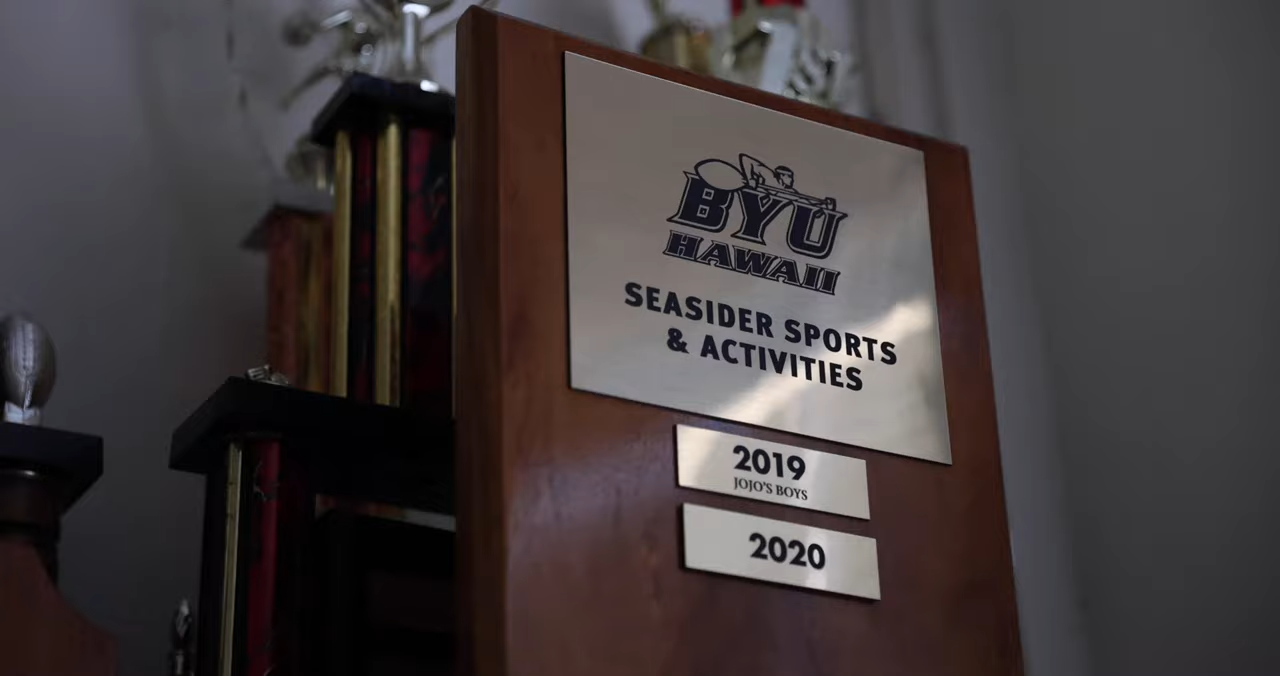 BYU
HAWAII
SEASIDER SPORTS
& ACTIVITIES
2019
JOJO'S BOYS
2020